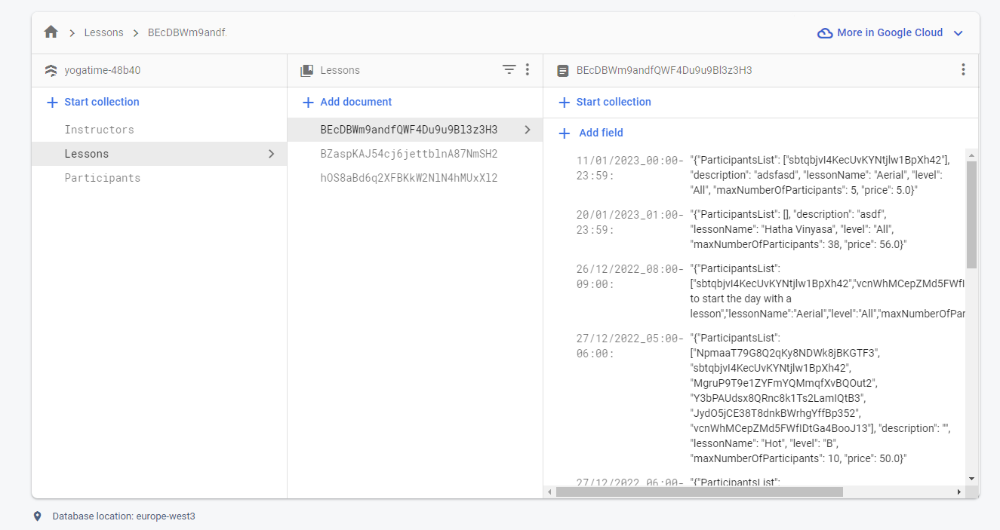 Lessons
BEcDBWm9andf.
More in Google Cloud
yogatime-48b40
Lessons
BEcDBWm9andfQWF4Du9u9Bl3z3H3
Start collection
Add document
Start collection
Instructors
Lessons
Participants
BEcDBWm9andfQWF4Du9u9Bl3z3H3
BZaspKAJ54cj6jettblnA87NmSH2
hOS8aBd6q2XFBKkW2NlN4hMUxXl2
Add field
11/01/2023_00:00-
23:59:
"{"ParticipantsList": ["sbtqbjvI4KecUvKYNtjlw1BpXh42"],
"description": "adsfasd", "lessonName": "Aerial", "level":
"All", "maxNumberOfParticipants": 5, "price": 5.0}"
20/01/2023_01:00-
23:59:
"{"ParticipantsList": [], "description": "asdf",
"lessonName": "Hatha Vinyasa", "level": "All",
"maxNumberOfParticipants": 38, "price": 56.0}"
26/12/2022_08:00-
09:00:
"{"ParticipantsList":
["sbtqbjvI4KecUvKYNtjlw1BpXh42","vcnWhMCepZMd5FWfI
to start the day with a
lesson","lessonName":"Aerial","level":"All","maxNumberOfPar
27/12/2022_05:00-
06:00:
"{"ParticipantsList":
["NpmaaT79G8Q2qKy8NDWk8jBKGTF3",
"sbtqbjvI4KecUvKYNtjlw1BpXh42",
"MgruP9T9e1ZYFmYQMmqfXvBQOut2",
"Y3bPAUdsx8QRnc8k1Ts2LamIQtB3",
"JydO5jCE38T8dnkBWrhgYffBp352",
"vcnWhMCepZMd5FWfIDtGa4BooJ13"], "description": "",
"lessonName": "Hot", "level": "B",
"maxNumberOfParticipants": 10, "price": 50.0}"
27/12/2022_06:00-
"{"ParticipantsList":
Database location: europe-west3